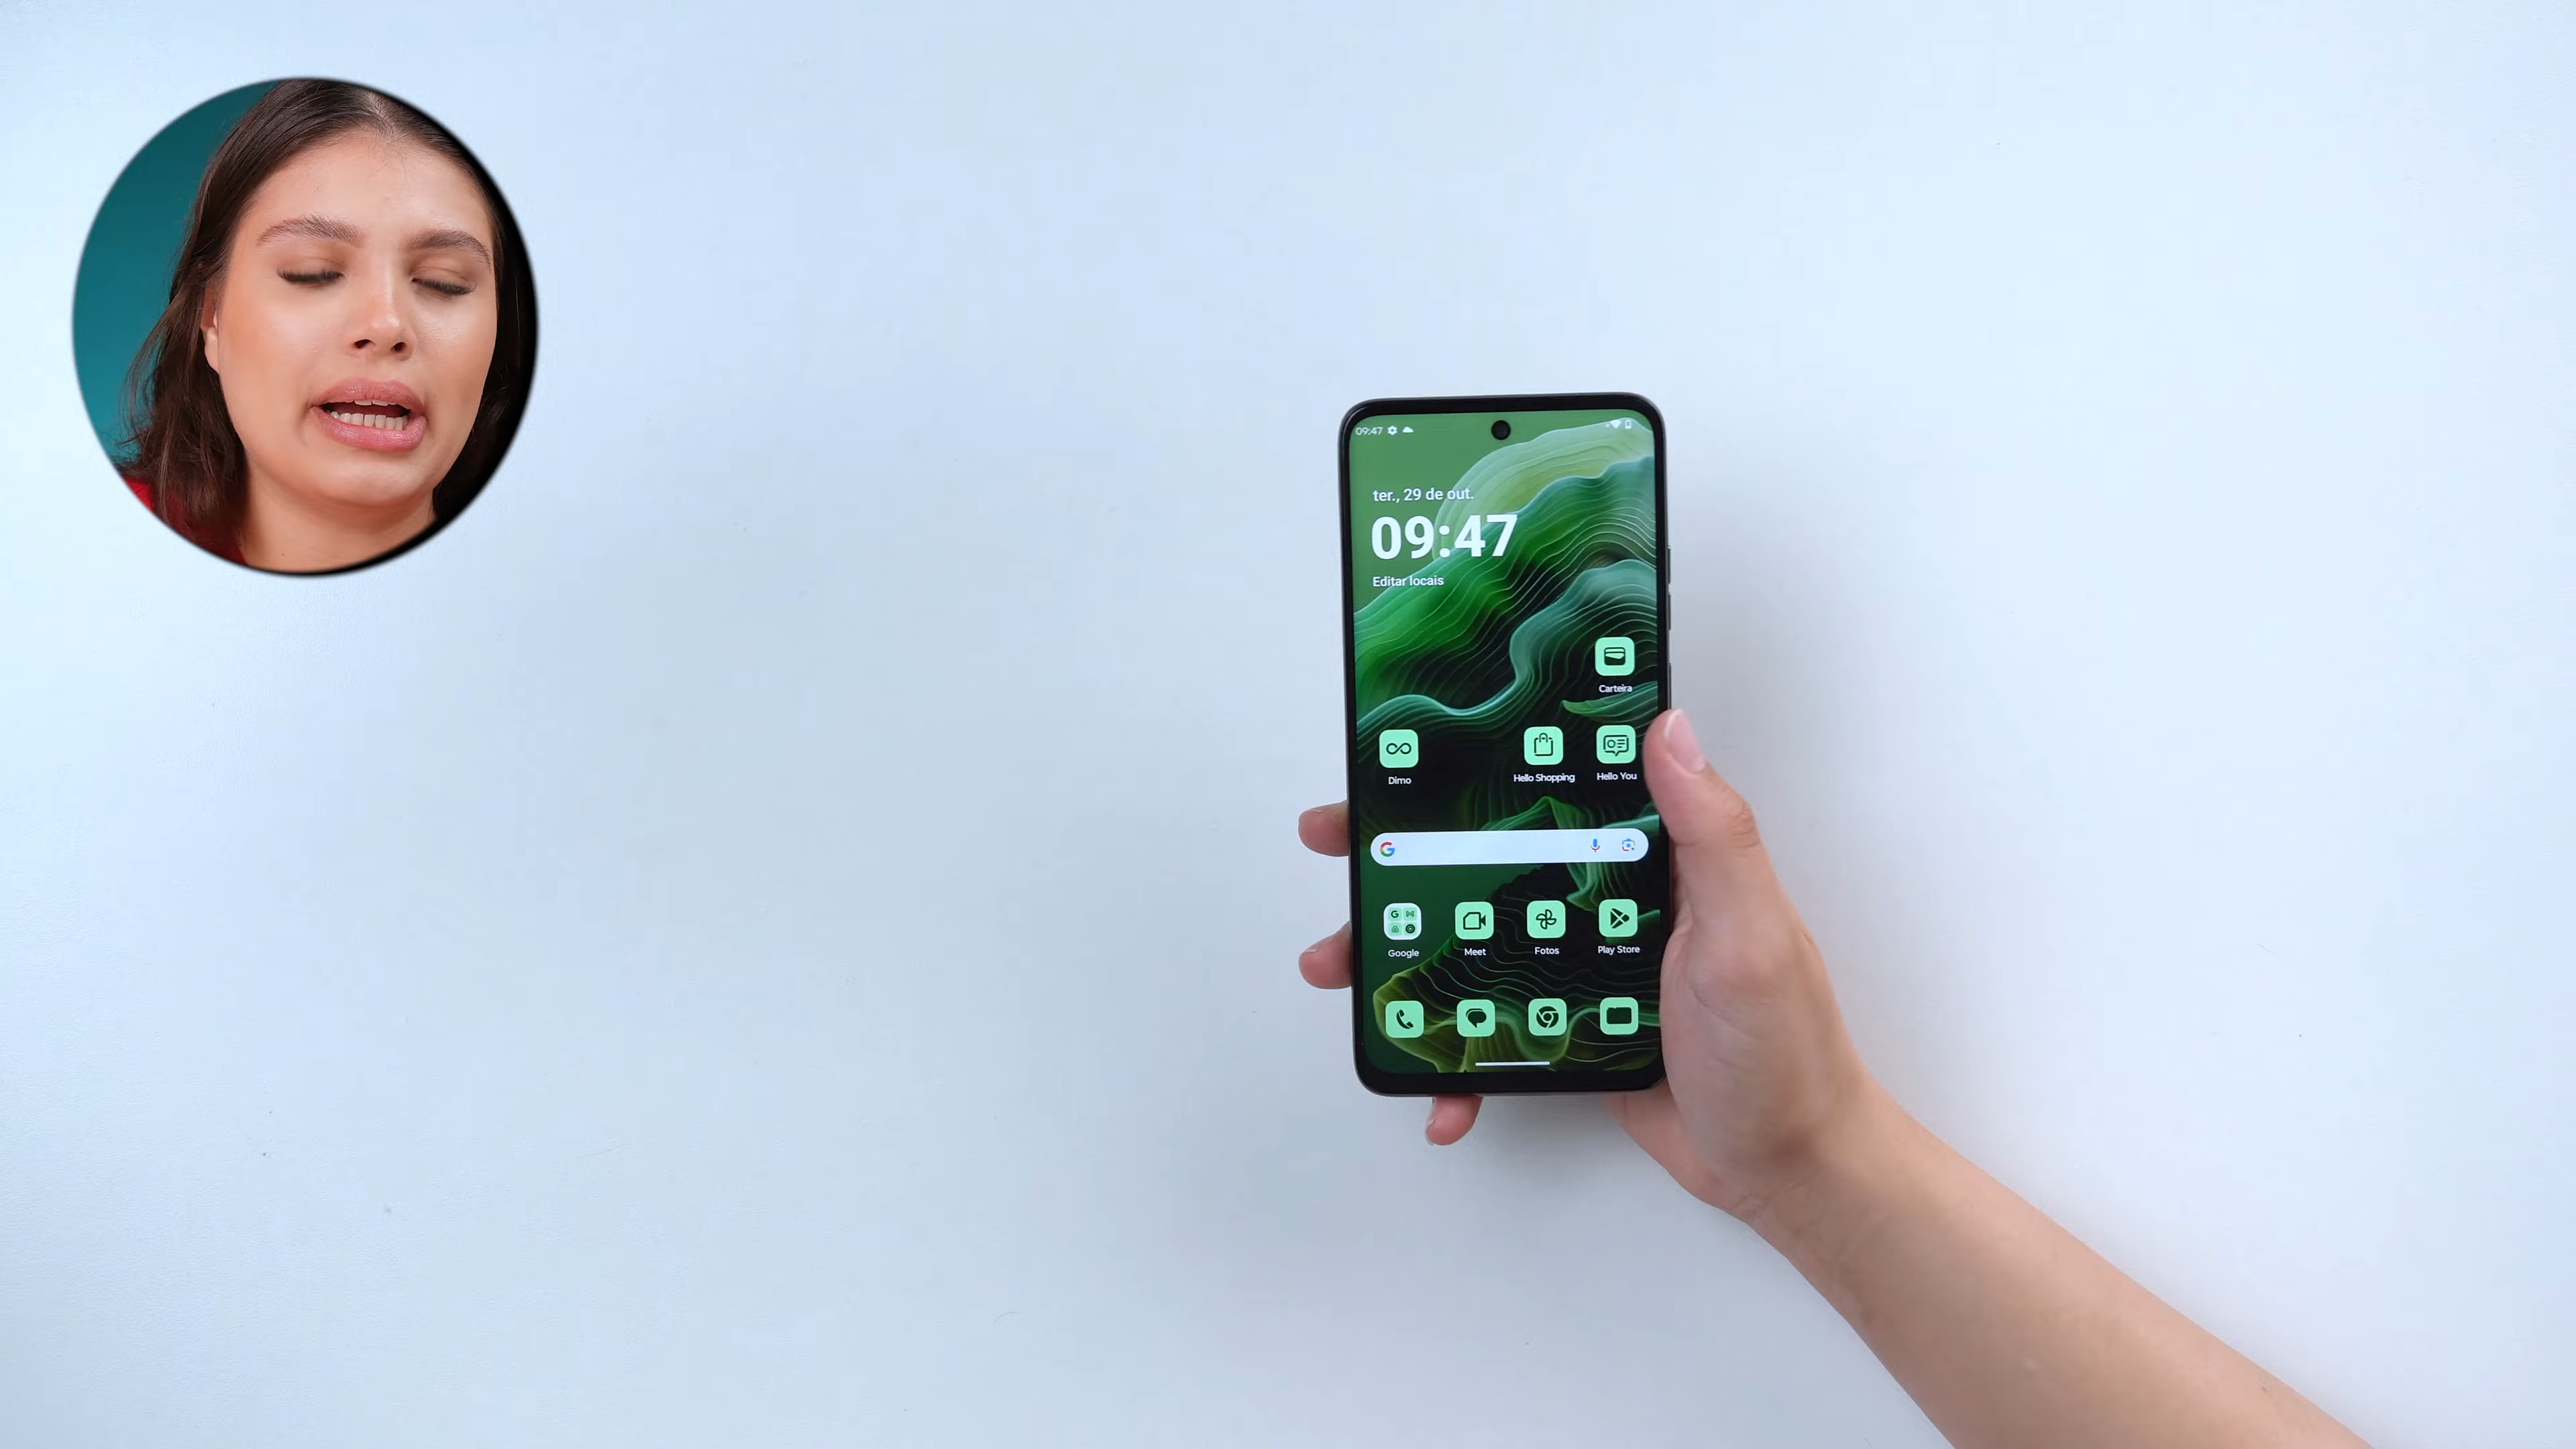 09:47
ter., 29 de out.
09:47
Editar locais
Carteira
Dimo
Hello Shopping
Hello You
Google
Meet
Fotos
Play Store